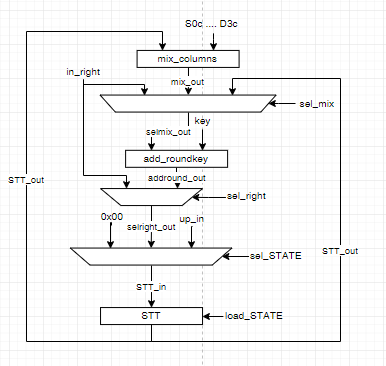 S0c .... D3c
mix_columns
in_right
mix_out
sel_mix
key
selmix_out
add_roundkey
STT_out
addround_out
sel_right
0x00
up_in
selright_out
STT_out
sel_STATE
STT_in
STT
load_STATE